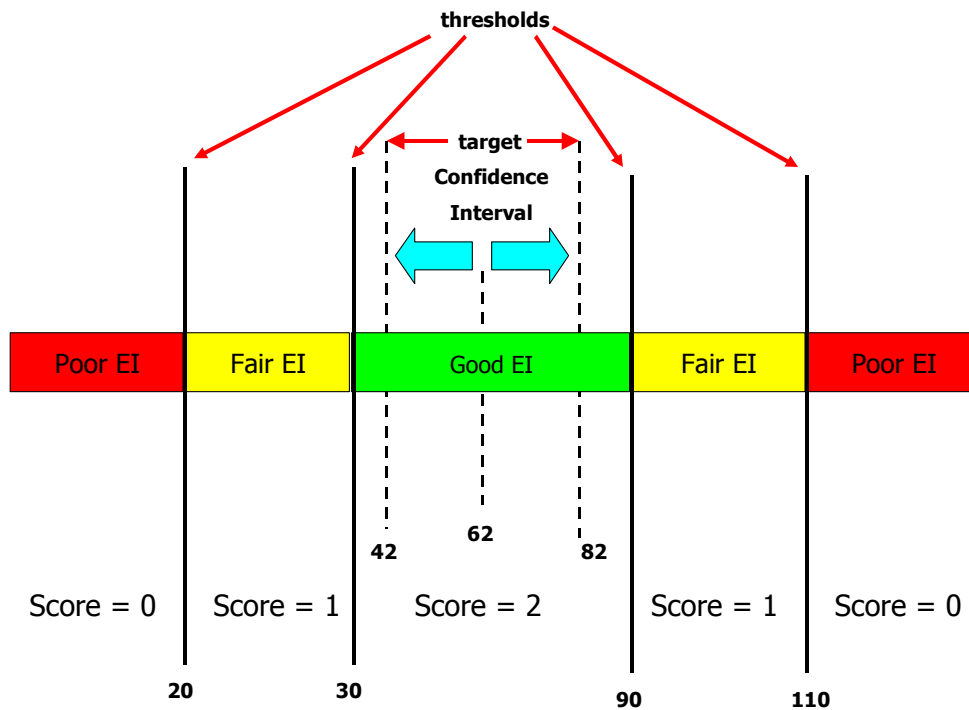 thresholds
target
Confidence
Interval
Poor EI
Fair EI
Good EI
Fair EI
Poor EI
42
62
82
Score = 0
Score = 1
Score = 2
Score = 1
Score = 0
20
30
90
110